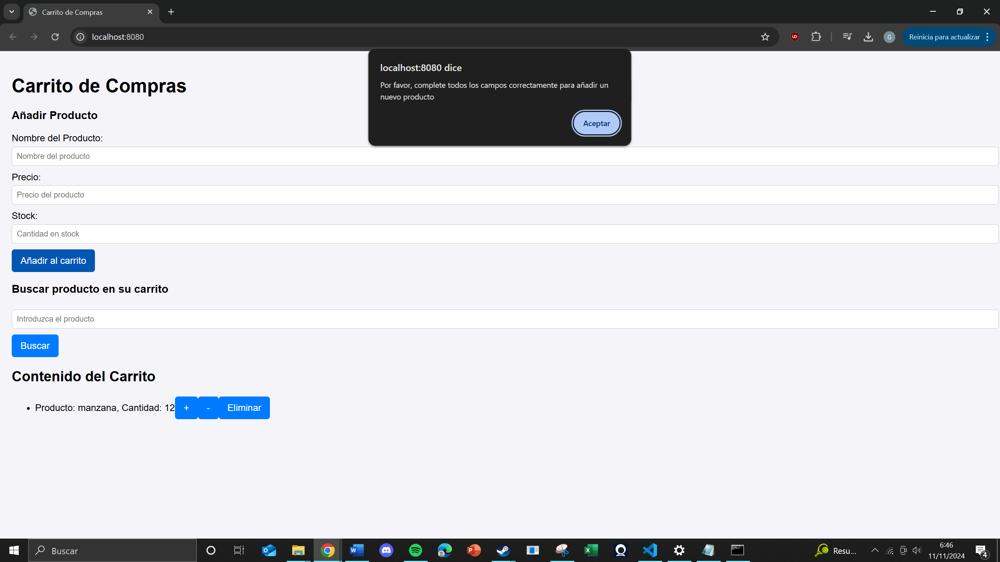 Carrito de Compras
localhost:8080
Reinicia para actualizar
G
localhost:8080 dice
Por favor, complete todos los campos correctamente para añadir un
nuevo producto
Aceptar
Carrito de Compras
Añadir Producto
Nombre del Producto:
Nombre del producto
Precio:
Precio del producto
Stock:
Cantidad en stock
Añadir al carrito
Buscar producto en su carrito
Introduzca el producto
Buscar
Contenido del Carrito
Producto: manzana, Cantidad: 12
+
-
Eliminar
Buscar
Resu...
6:46
11/11/2024
4